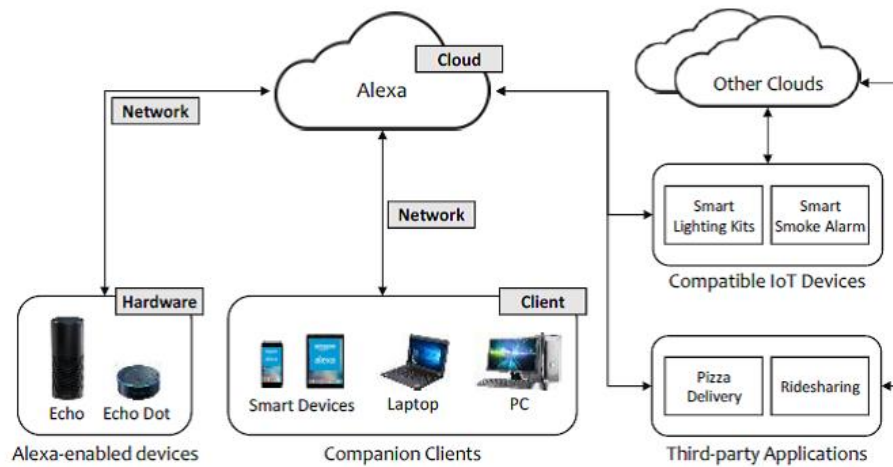 Cloud
Alexa
Other Clouds
Network
Network
Smart
Lighting Kits
Smart
Smoke Alarm
Compatible IoT Devices
Hardware
Echo
Echo Dot
Alexa-enabled devices
Client
alexa
Smart Devices
Laptop
PC
Companion Clients
Pizza
Delivery
Ridesharing
Third-party Applications